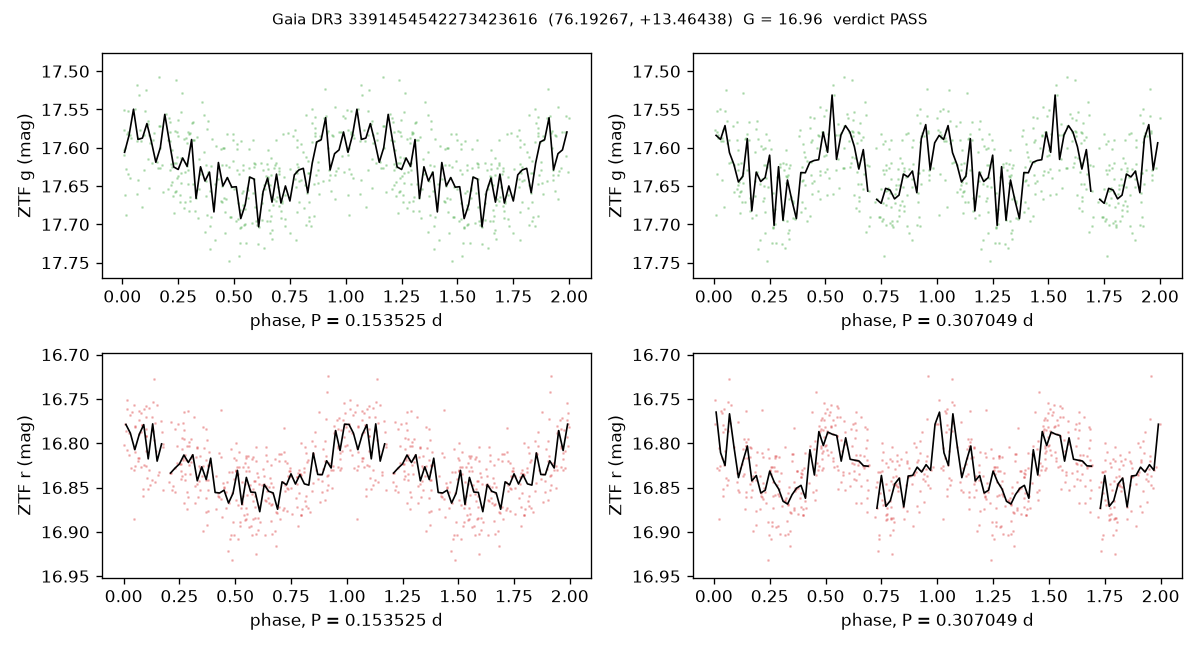 Gaia DR3 3391454542273423616  (76.19267, +13.46438)  G = 16.96  verdict PASS
ZTF g (mag)
17.50
17.55
17.60
17.65
17.70
17.75
0.00 0.25 0.50 0.75 1.00 1.25 1.50 1.75 2.00
phase, P = 0.153525 d
ZTF g (mag)
17.50
17.55
17.60
17.65
17.70
17.75
0.00 0.25 0.50 0.75 1.00 1.25 1.50 1.75 2.00
phase, P = 0.307049 d
ZTF r (mag)
16.70
16.75
16.80
16.85
16.90
16.95
0.00 0.25 0.50 0.75 1.00 1.25 1.50 1.75 2.00
phase, P = 0.153525 d
ZTF r (mag)
16.70
16.75
16.80
16.85
16.90
16.95
0.00 0.25 0.50 0.75 1.00 1.25 1.50 1.75 2.00
phase, P = 0.307049 d